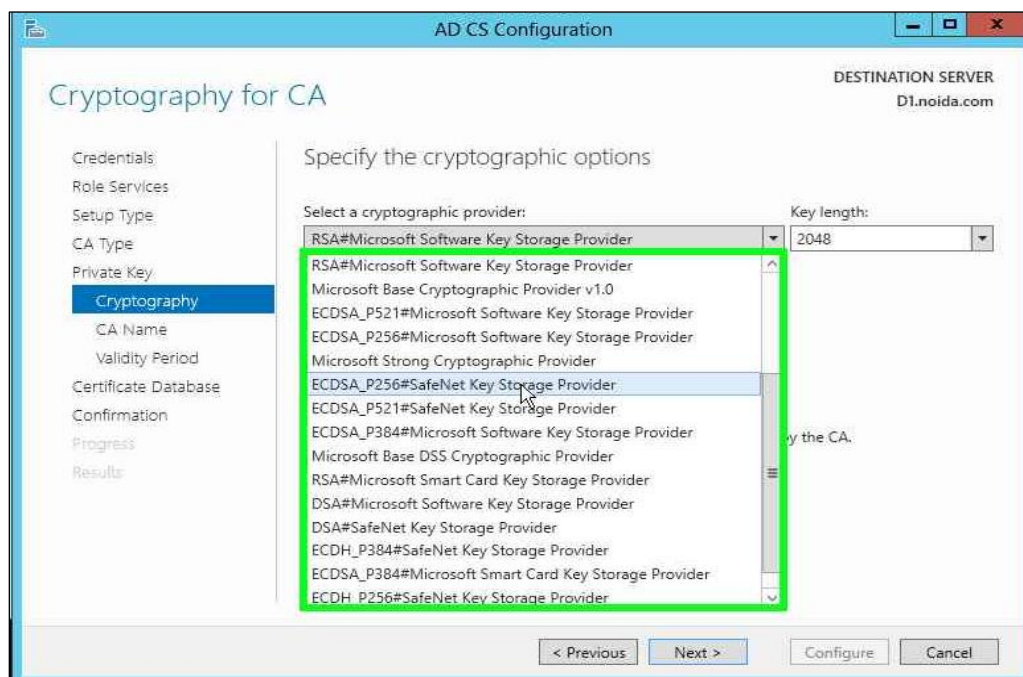 AD CS Configuration
DESTINATION SERVER
D1.noida.com
Cryptography for CA
Credentials
Role Services
Setup Type
CA Type
Private Key
Cryptography
CA Name
Validity Period
Certificate Database
Confirmation
Progress
Results
Specify the cryptographic options
Select a cryptographic provider:
Key length:
RSA#Microsoft Software Key Storage Provider
2048
RSA#Microsoft Software Key Storage Provider
Microsoft Base Cryptographic Provider v1.0
ECDSA_P521#Microsoft Software Key Storage Provider
ECDSA_P256#Microsoft Software Key Storage Provider
Microsoft Strong Cryptographic Provider
ECDSA_P256#SafeNet Key Storage Provider
ECDSA_P521#SafeNet Key Storage Provider
ECDSA_P384#Microsoft Software Key Storage Provider
y the CA.
Microsoft Base DSS Cryptographic Provider
RSA#Microsoft Smart Card Key Storage Provider
DSA#Microsoft Software Key Storage Provider
DSA#SafeNet Key Storage Provider
ECDH_P384#SafeNet Key Storage Provider
ECDSA_P384#Microsoft Smart Card Key Storage Provider
ECDH_P256#SafeNet Key Storage Provider
< Previous
Next >
Configure
Cancel